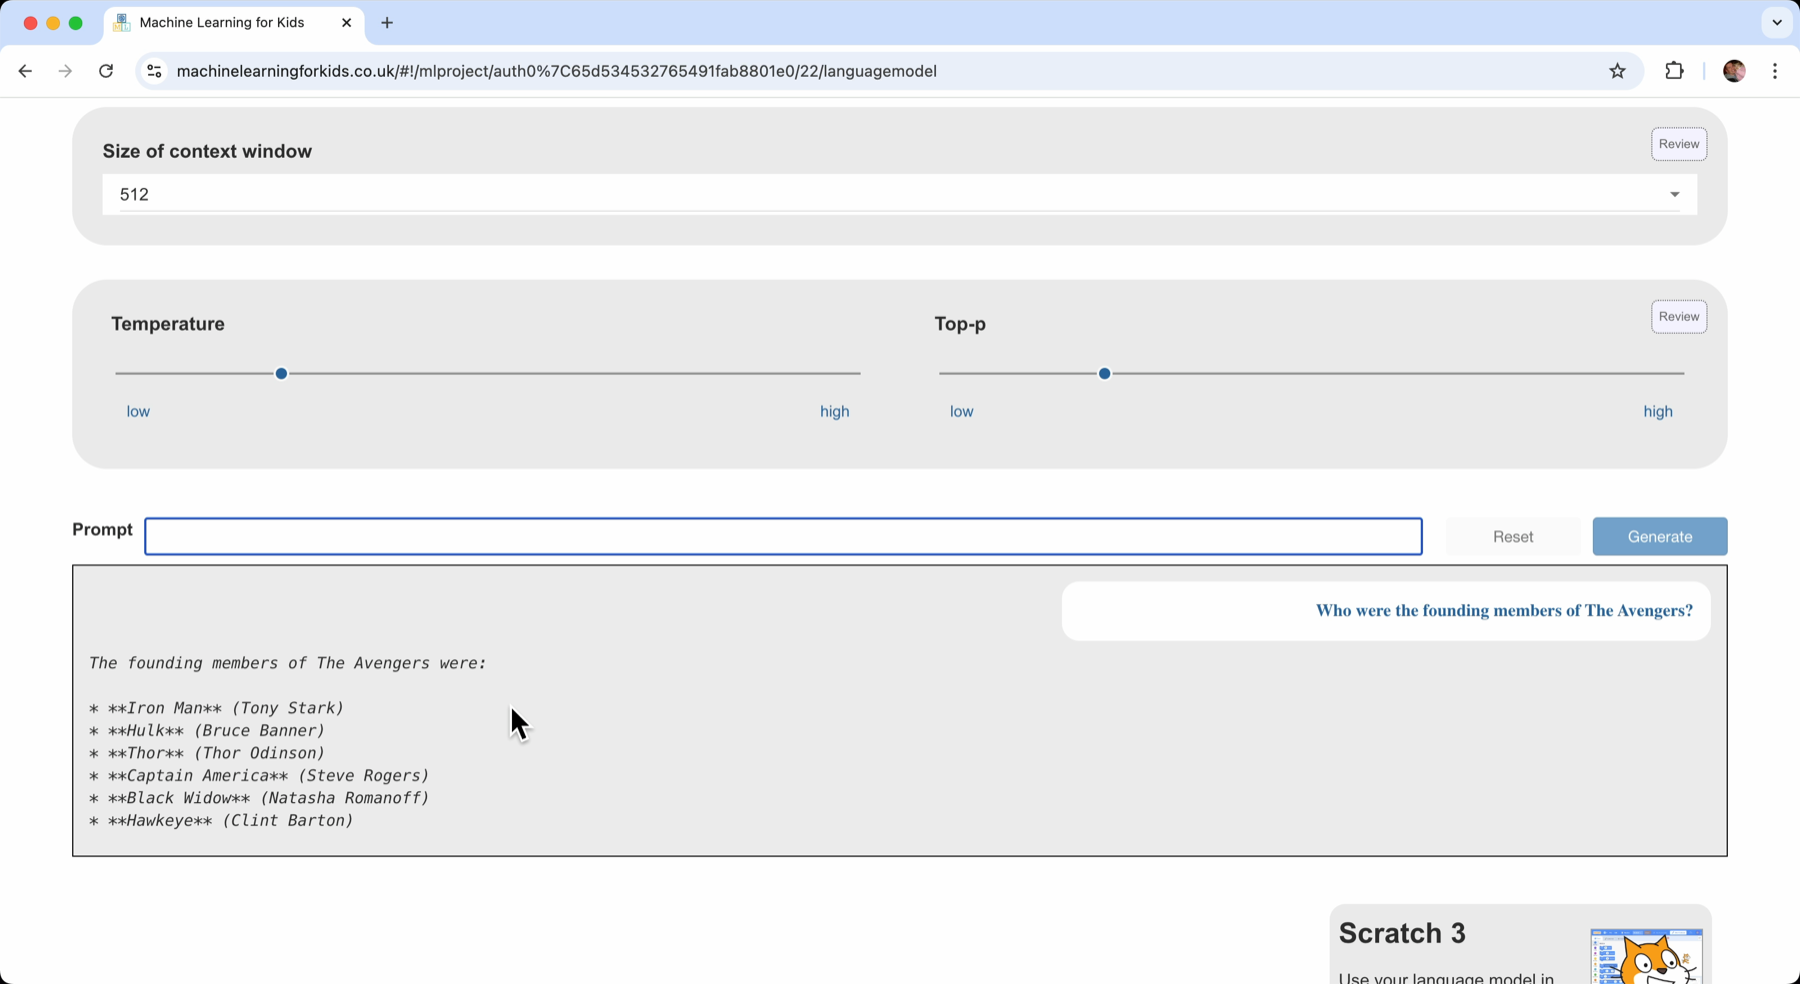 Machine Learning for Kids
machinelearningforkids.co.uk/#!/mlproject/auth0%7C65d534532765491fab8801e0/22/languagemodel
Size of context window
Review
512
Temperature
Top-p
Review
low
high
low
high
Prompt
Reset
Generate
Who were the founding members of The Avengers?
The founding members of The Avengers were:
* **Iron Man** (Tony Stark)
* **Hulk** (Bruce Banner)
* **Thor** (Thor Odinson)
* **Captain America** (Steve Rogers)
* **Black Widow** (Natasha Romanoff)
* **Hawkeye** (Clint Barton)
Scratch 3
Use your language model in